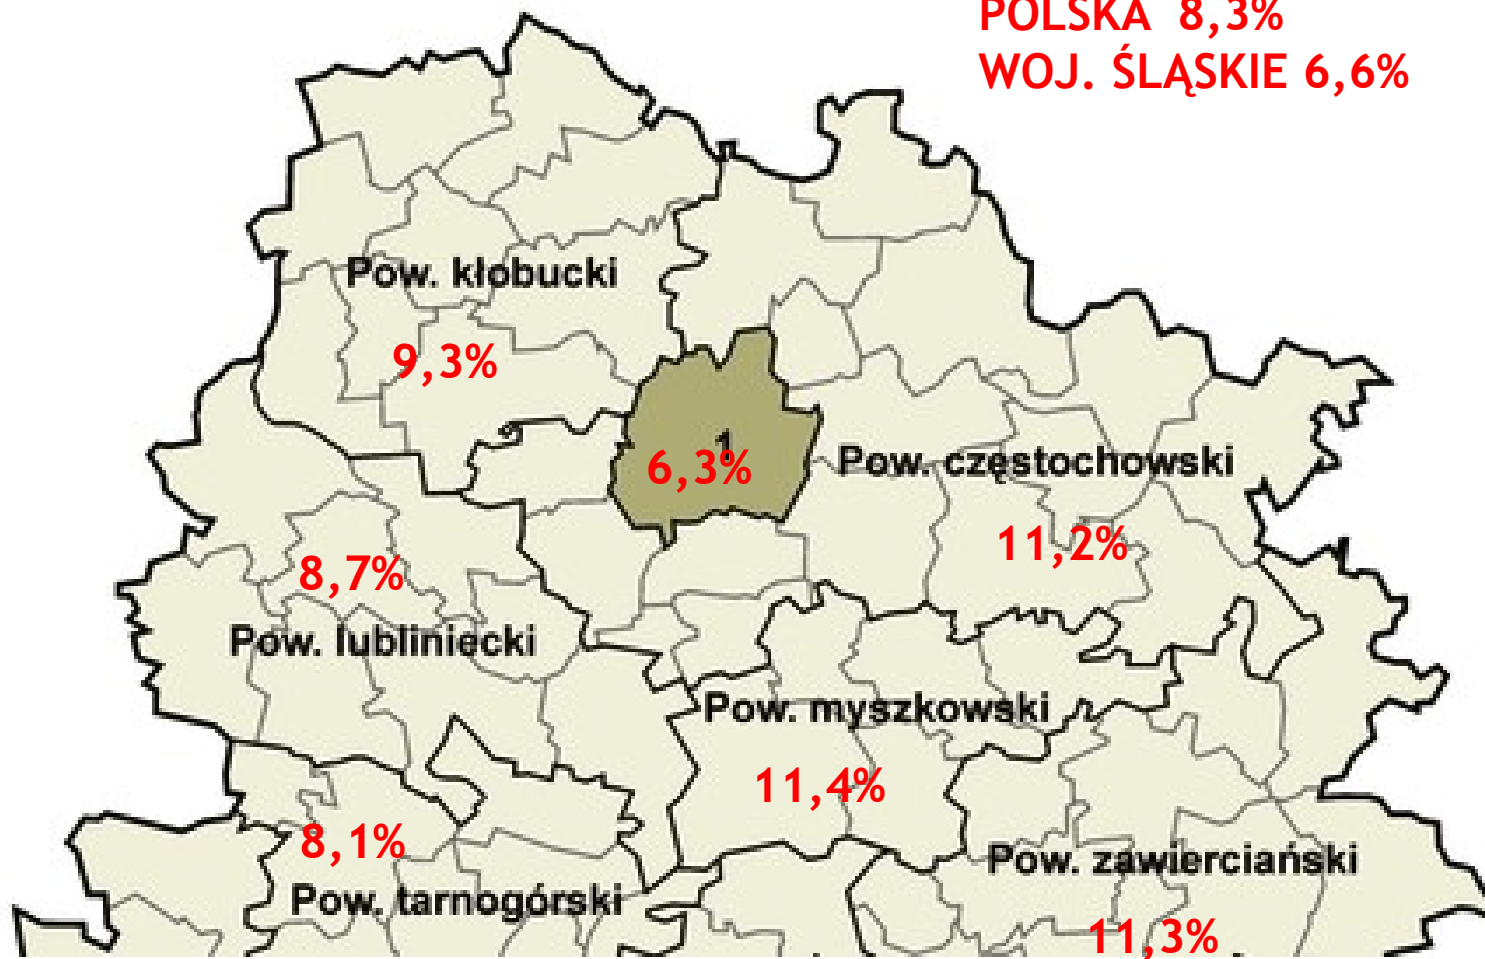 POLSKA 8,3%
WOJ. ŚLĄSKIE 6,6%
Pow. kłobucki
9,3%
1
6,3%
Pow. częstochowski
11,2%
8,7%
Pow. lubliniecki
Pow. myszkowski
11,4%
8,1%
Pow. tarnogórski
Pow. zawierciański
11,3%